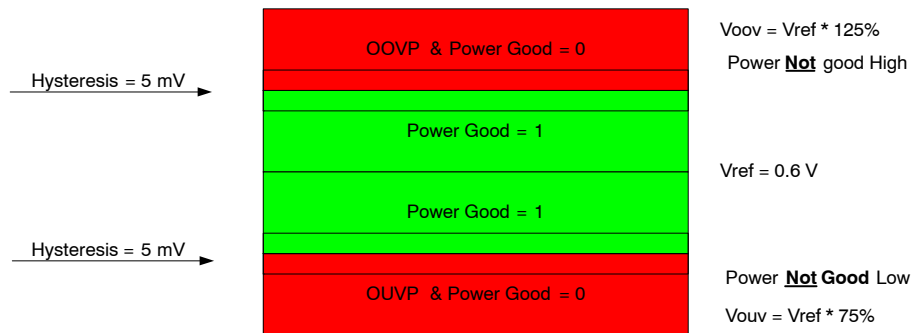 Voov = Vref * 125%
OOVP & Power Good = 0
Power Not good High
Hysteresis = 5 mV
Power Good = 1
Vref = 0.6 V
Power Good = 1
Hysteresis = 5 mV
Power Not Good Low
OUVP & Power Good = 0
Vouv = Vref * 75%